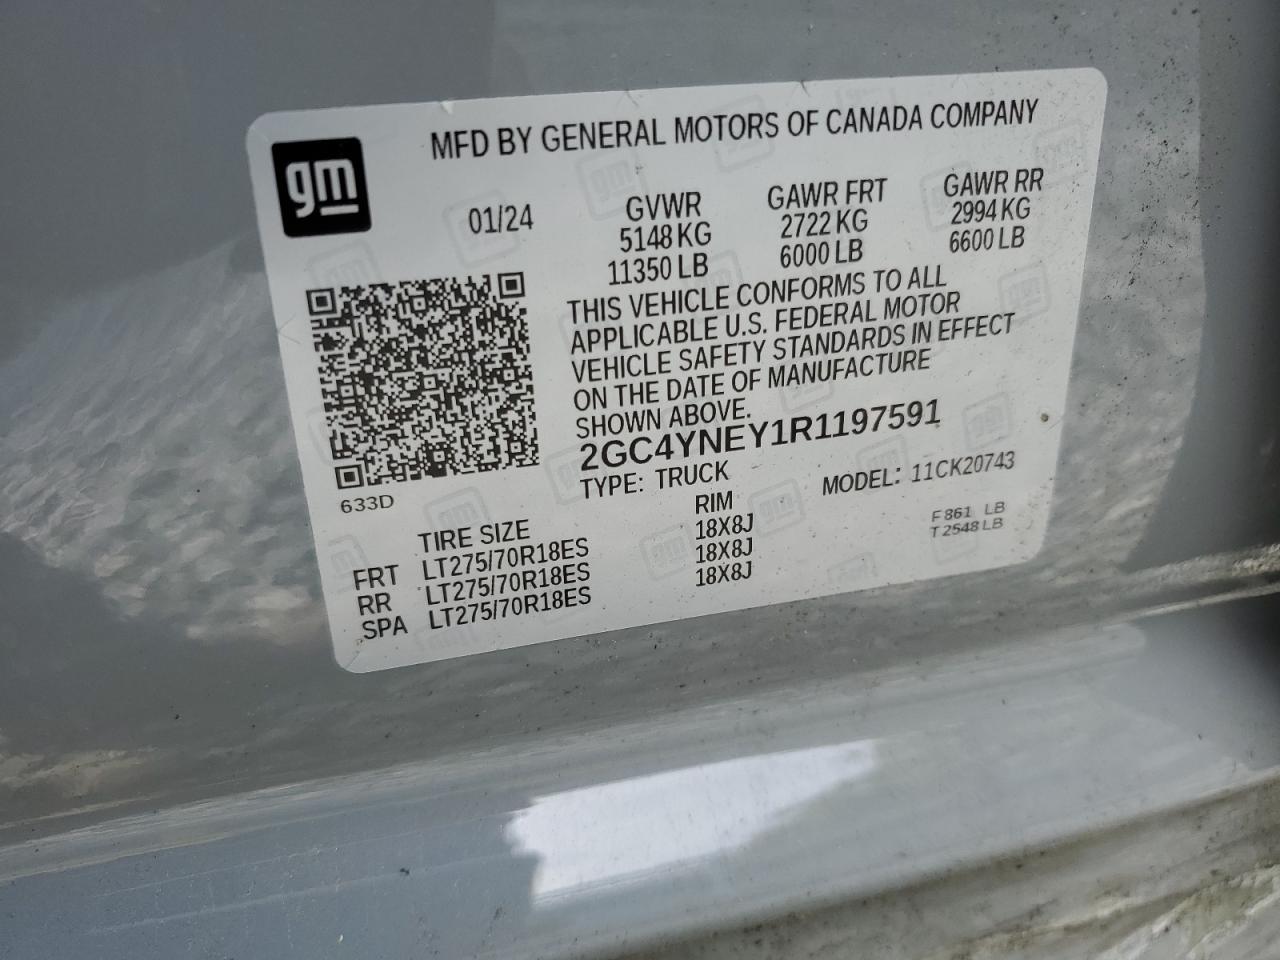 gm
MFD BY GENERAL MOTORS OF CANADA COMPANY
01/24
GVWR GAWR FRT GAWR RR
5148 KG 2722 KG 2994 KG
11350 LB 6000 LB 6600 LB
THIS VEHICLE CONFORMS TO ALL
APPLICABLE U.S. FEDERAL MOTOR
VEHICLE SAFETY STANDARDS IN EFFECT
ON THE DATE OF MANUFACTURE
SHOWN ABOVE.
2GC4YNEY1R1197591
TYPE: TRUCK MODEL: 11CK20743
633D
F 861 LB
T 2548 LB
TIRE SIZE RIM
FRT LT275/70R18ES 18X8J
RR LT275/70R18ES 18X8J
SPA LT275/70R18ES 18X8J